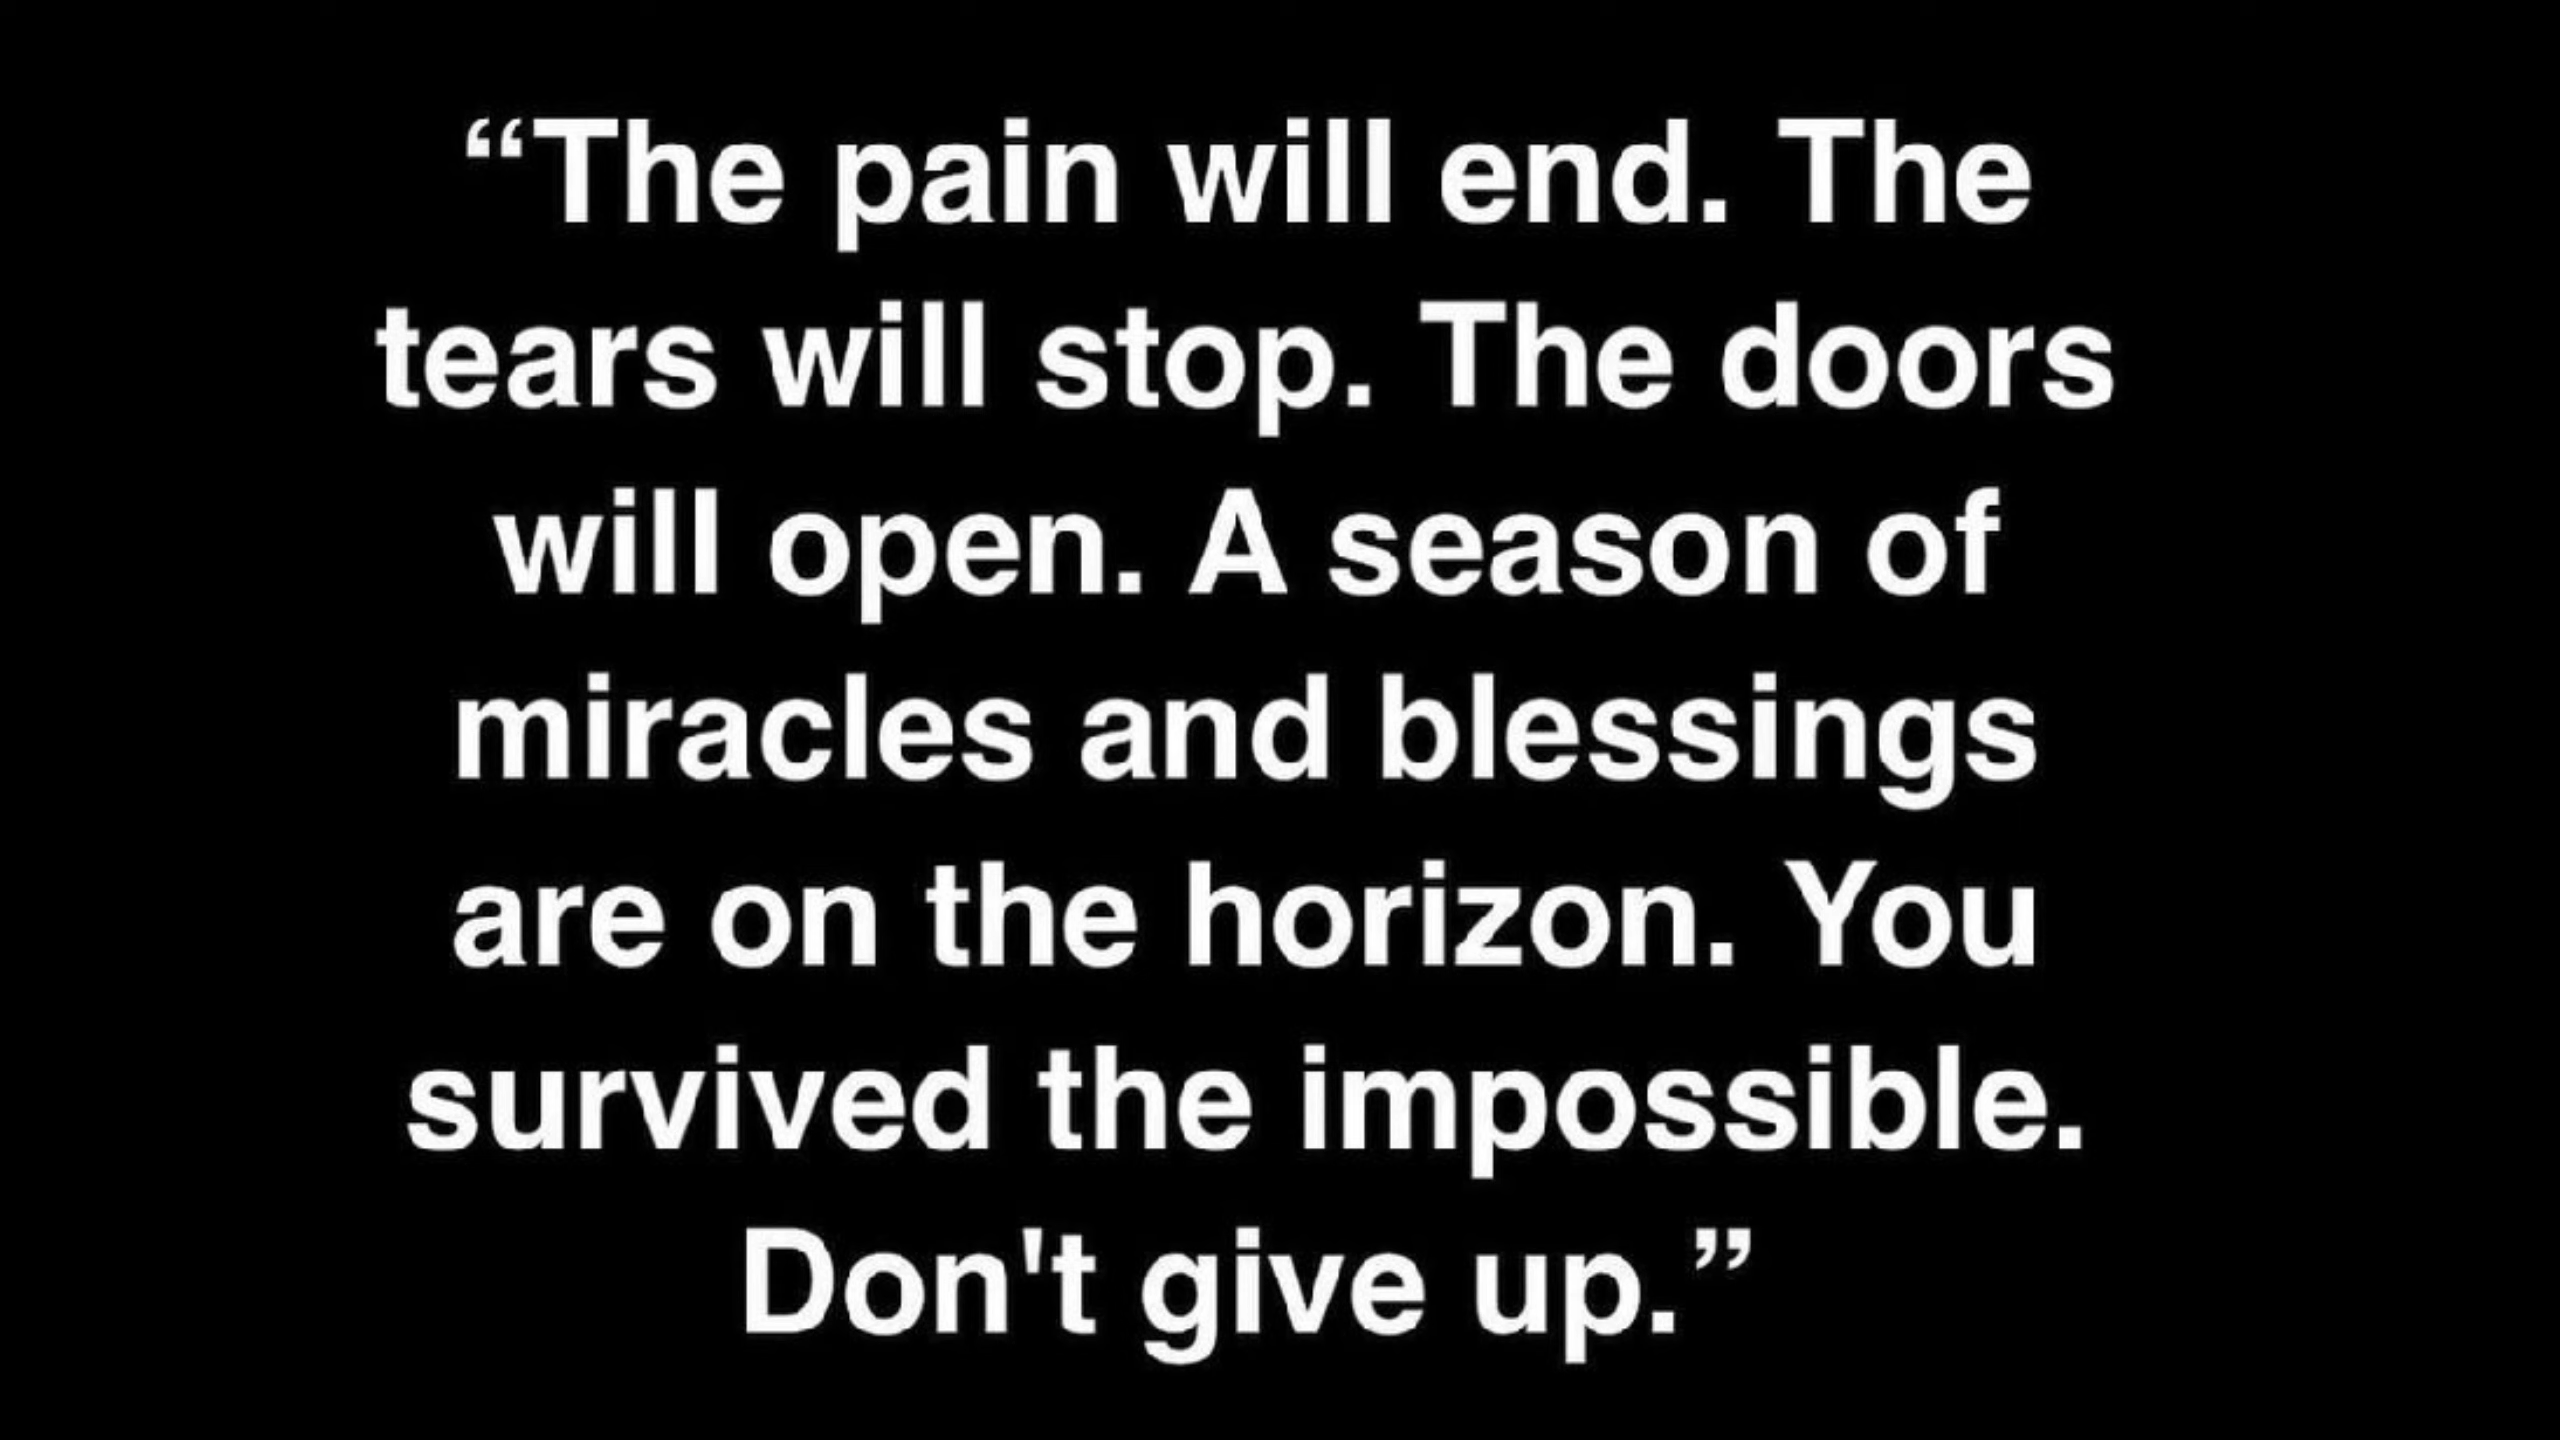 “The pain will end. The
tears will stop. The doors
will open. A season of
miracles and blessings
are on the horizon. You
survived the impossible.
Don't give up.”